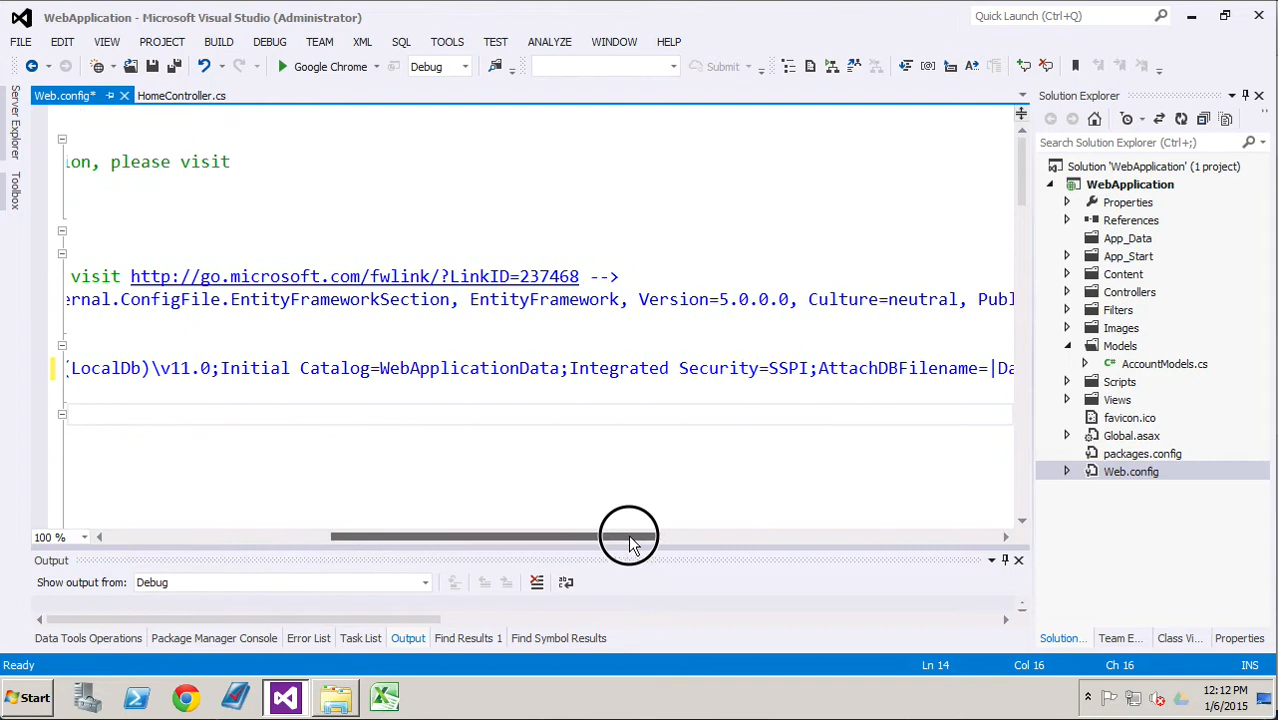 WebApplication - Microsoft Visual Studio (Administrator)
Quick Launch (Ctrl+Q)
FILE EDIT VIEW PROJECT BUILD DEBUG TEAM XML SQL TOOLS TEST ANALYZE WINDOW HELP
Google Chrome Debug Submit
Web.config* HomeController.cs
Server Explorer
Toolbox
ion, please visit
visit http://go.microsoft.com/fwlink/?LinkID=237468 -->
ernal.ConfigFile.EntityFrameworkSection, EntityFramework, Version=5.0.0.0, Culture=neutral, Publ
(LocalDb)\v11.0;Initial Catalog=WebApplicationData;Integrated Security=SSPI;AttachDBFilename=|Da
100 %
Output
Show output from: Debug
Data Tools Operations Package Manager Console Error List Task List Output Find Results 1 Find Symbol Results
Solution Explorer
Search Solution Explorer (Ctrl+;)
Solution 'WebApplication' (1 project)
WebApplication
Properties
References
App_Data
App_Start
Content
Controllers
Filters
Images
Models
AccountModels.cs
Scripts
Views
favicon.ico
Global.asax
packages.config
Web.config
Solution... Team E... Class Vi... Properties
Ready Ln 14 Col 16 Ch 16 INS
Start
12:12 PM
1/6/2015